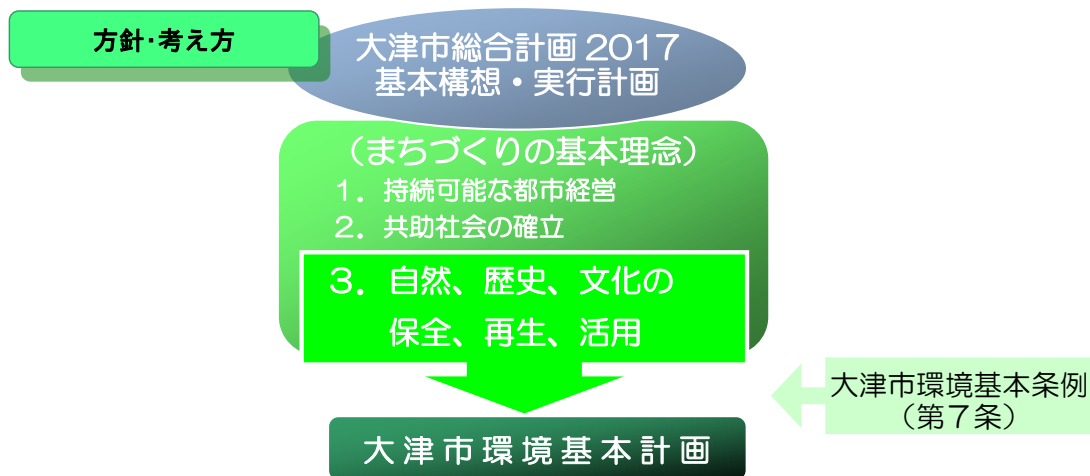 方針・考え方
大津市総合計画 2017
基本構想・実行計画
（まちづくりの基本理念）
１．持続可能な都市経営
２．共助社会の確立
３．自然、歴史、文化の
保全、再生、活用
大津市環境基本条例
（第７条）
大津市環境基本計画